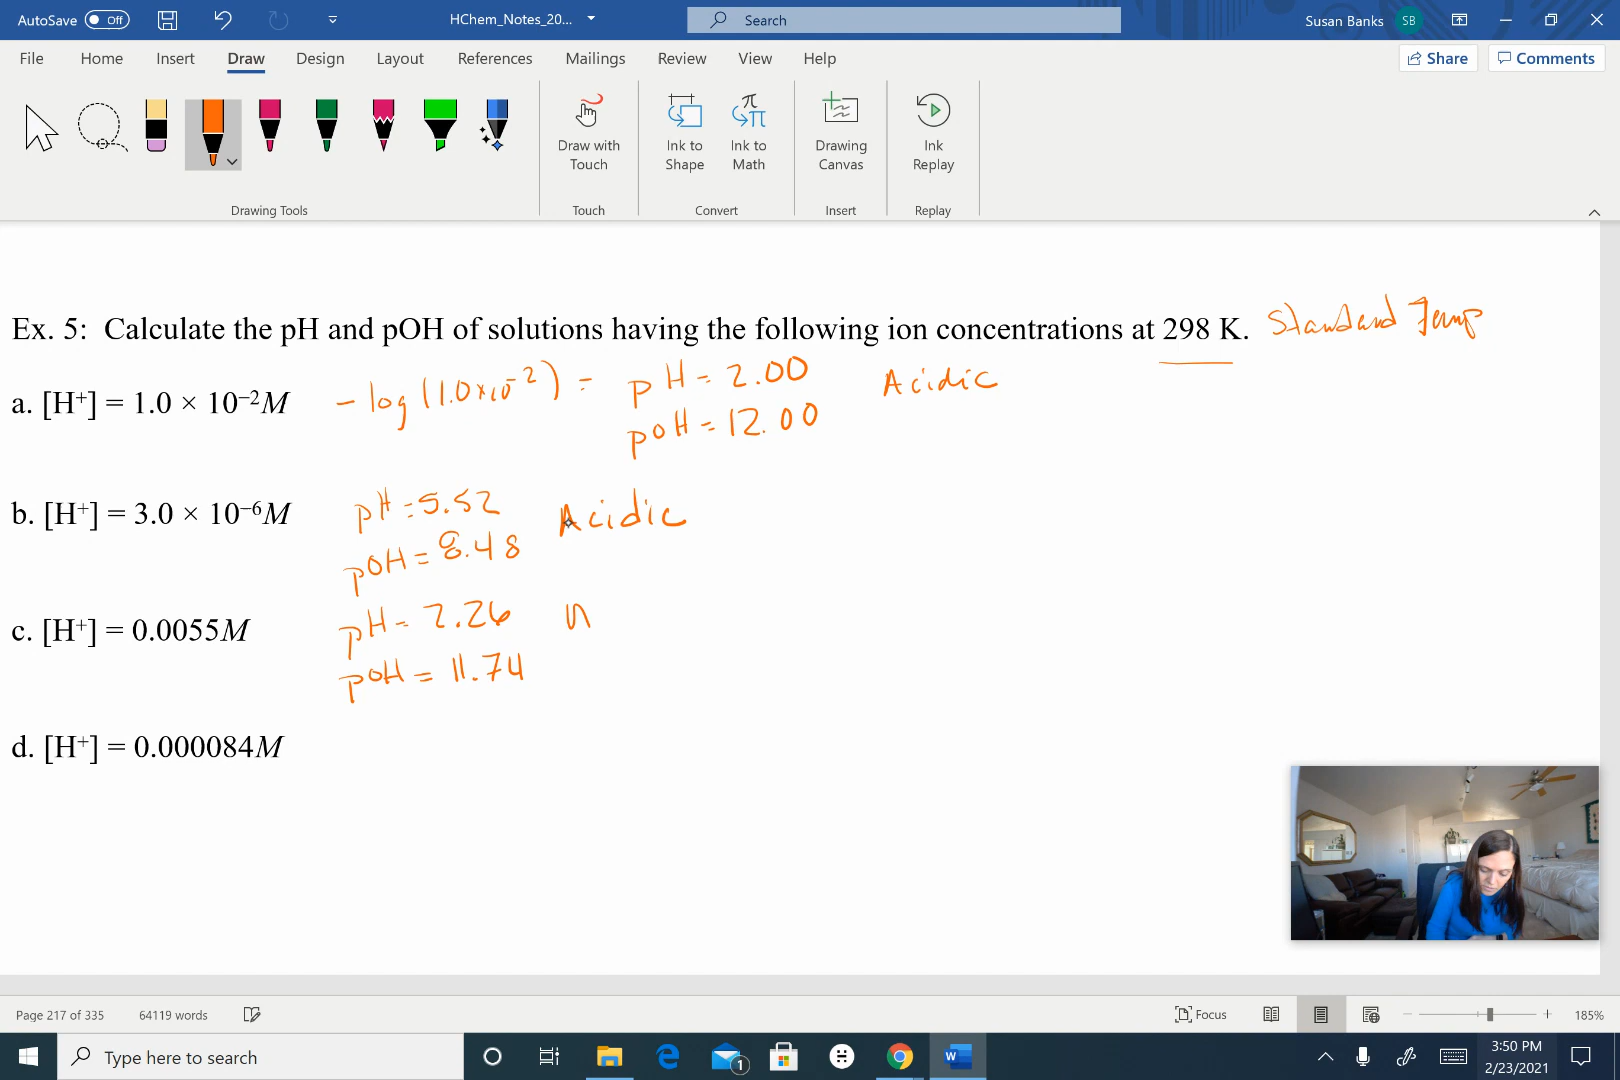 AutoSave Off HChem_Notes_20... Search Susan Banks SB
File Home Insert Draw Design Layout References Mailings Review View Help Share Comments
Draw with Touch
Ink to Shape
Ink to Math
Drawing Canvas
Ink Replay
Drawing Tools Touch Convert Insert Replay
Ex. 5: Calculate the pH and pOH of solutions having the following ion concentrations at 298 K. Standard Temp
a. [H⁺] = 1.0 × 10⁻²M - log (1.0×10⁻²) = pH = 2.00 Acidic
pOH = 12.00
b. [H⁺] = 3.0 × 10⁻⁶M pH = 5.52 Acidic
pOH = 8.48
c. [H⁺] = 0.0055M pH = 2.26
pOH = 11.74
d. [H⁺] = 0.000084M
Page 217 of 335 64119 words Focus 185%
Type here to search 1 3:50 PM
2/23/2021